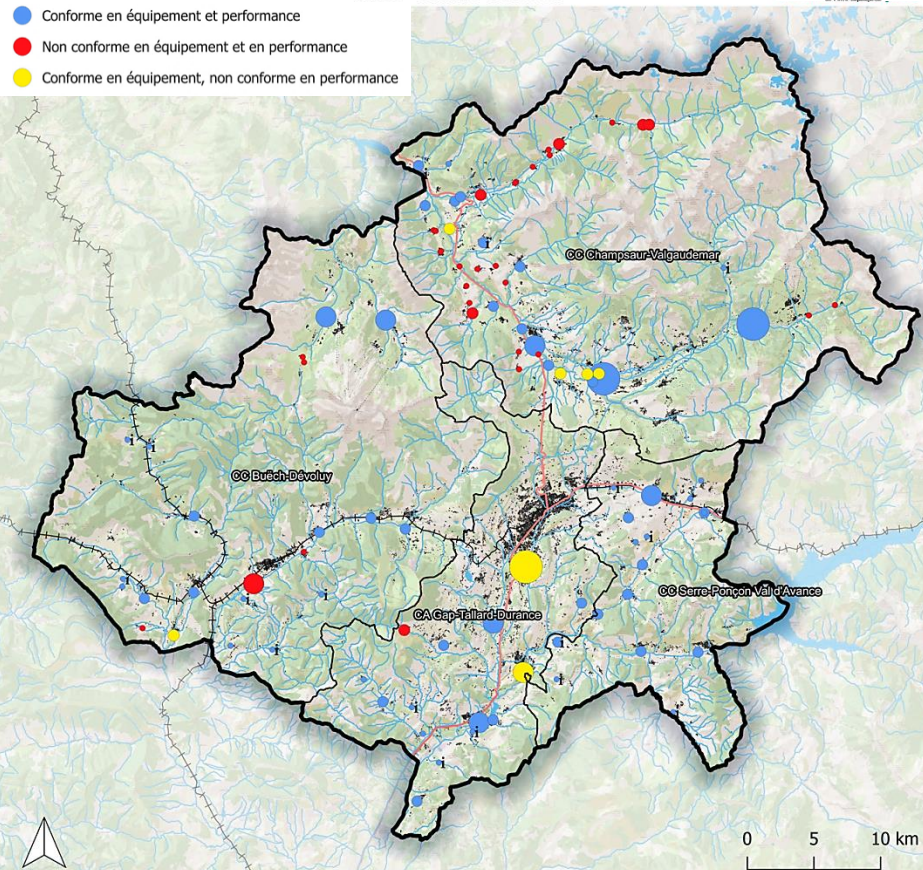 Conforme en équipement et performance
Non conforme en équipement et en performance
Conforme en équipement, non conforme en performance
CC Champsaur-Valgaudemar
CC Buëch-Dévoluy
CC Serre-Ponçon Val d'Avance
CA Gap-Tallard-Durance
0 5 10 km